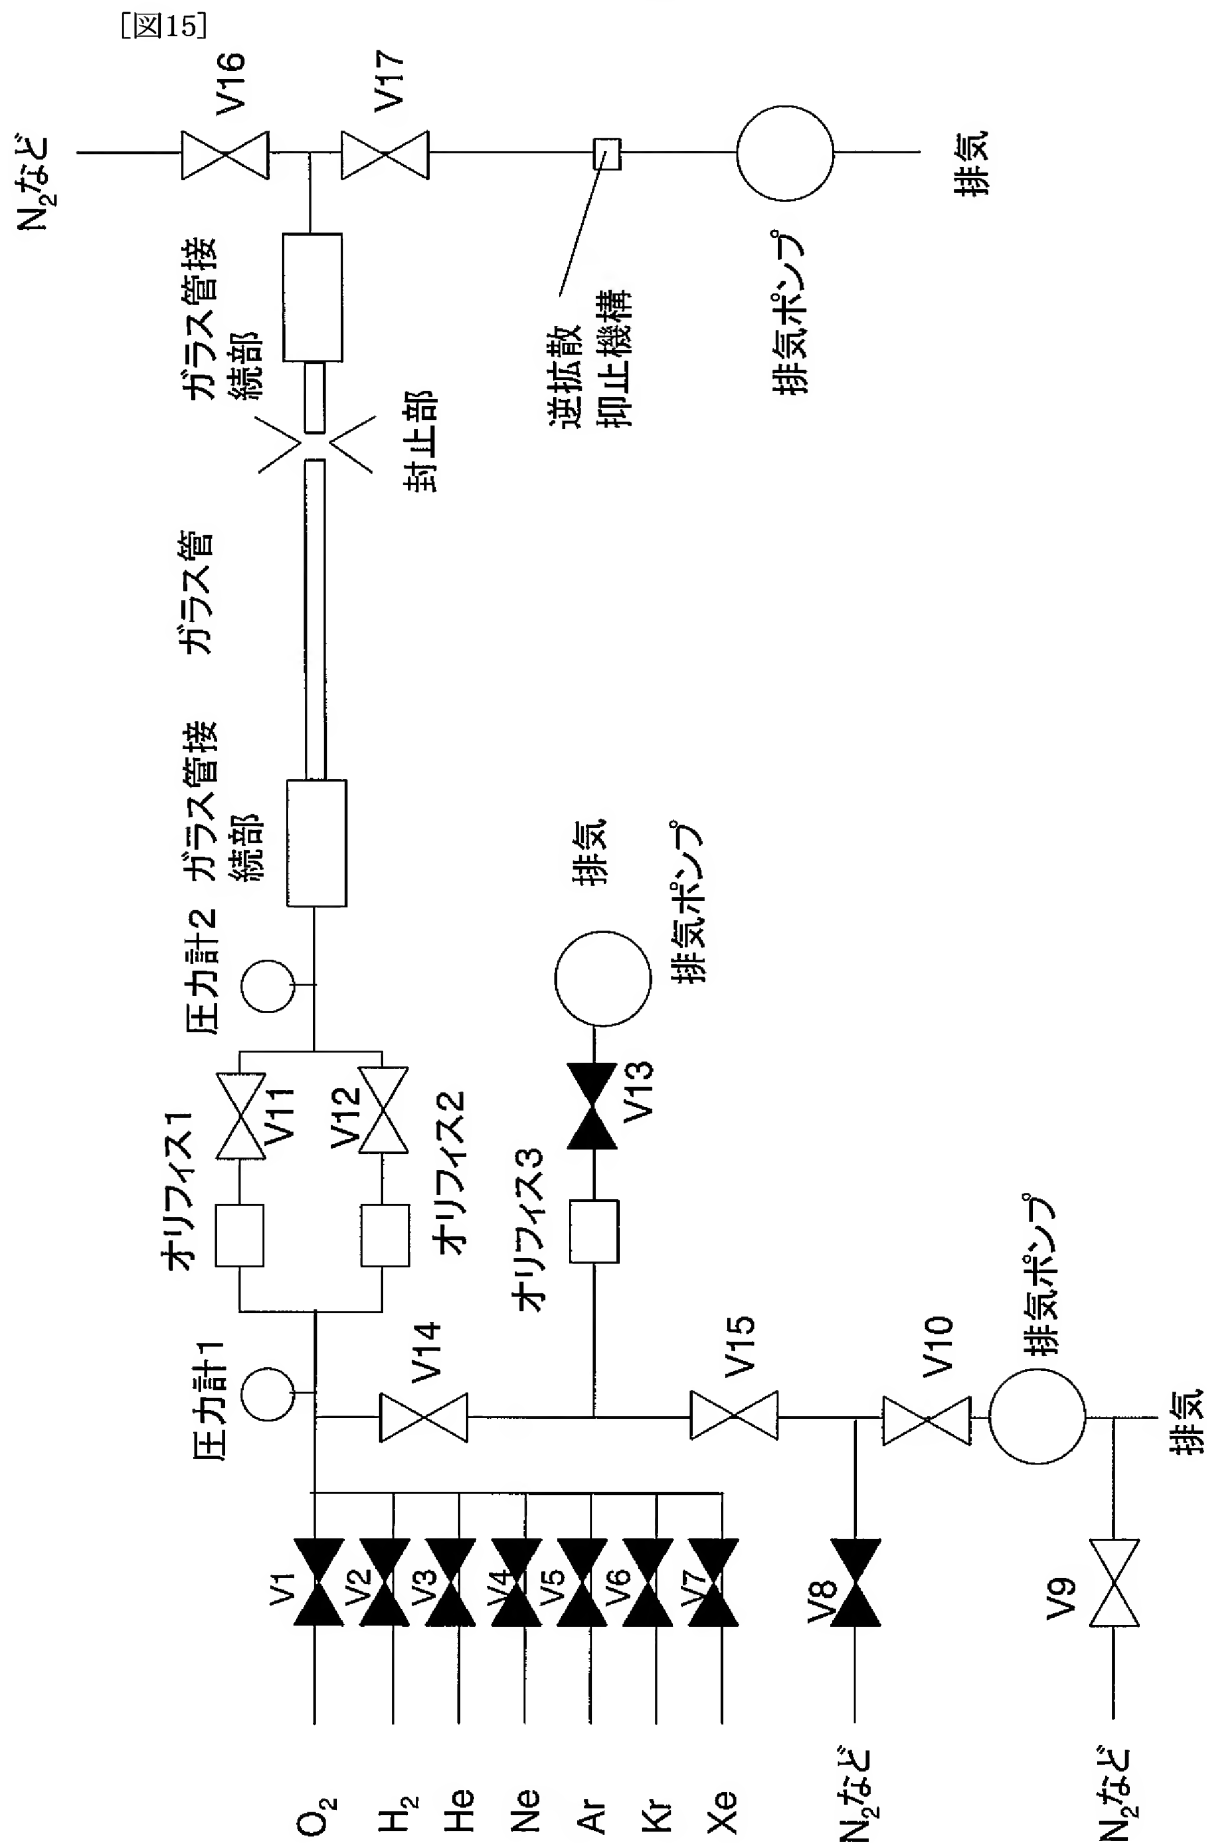 [図15]
N₂など
V16
V17
ガラス管接
続部
封止部
逆拡散
抑止機構
排気ポンプ
排気
ガラス管
ガラス管接
続部
圧力計2
オリフィス1
V11
V12
オリフィス2
圧力計1
V14
オリフィス3
V13
排気
排気ポンプ
V15
V10
排気ポンプ
排気
O₂
V1
H₂
V2
He
V3
Ne
V4
Ar
V5
Kr
V6
Xe
V7
N₂など
V8
N₂など
V9